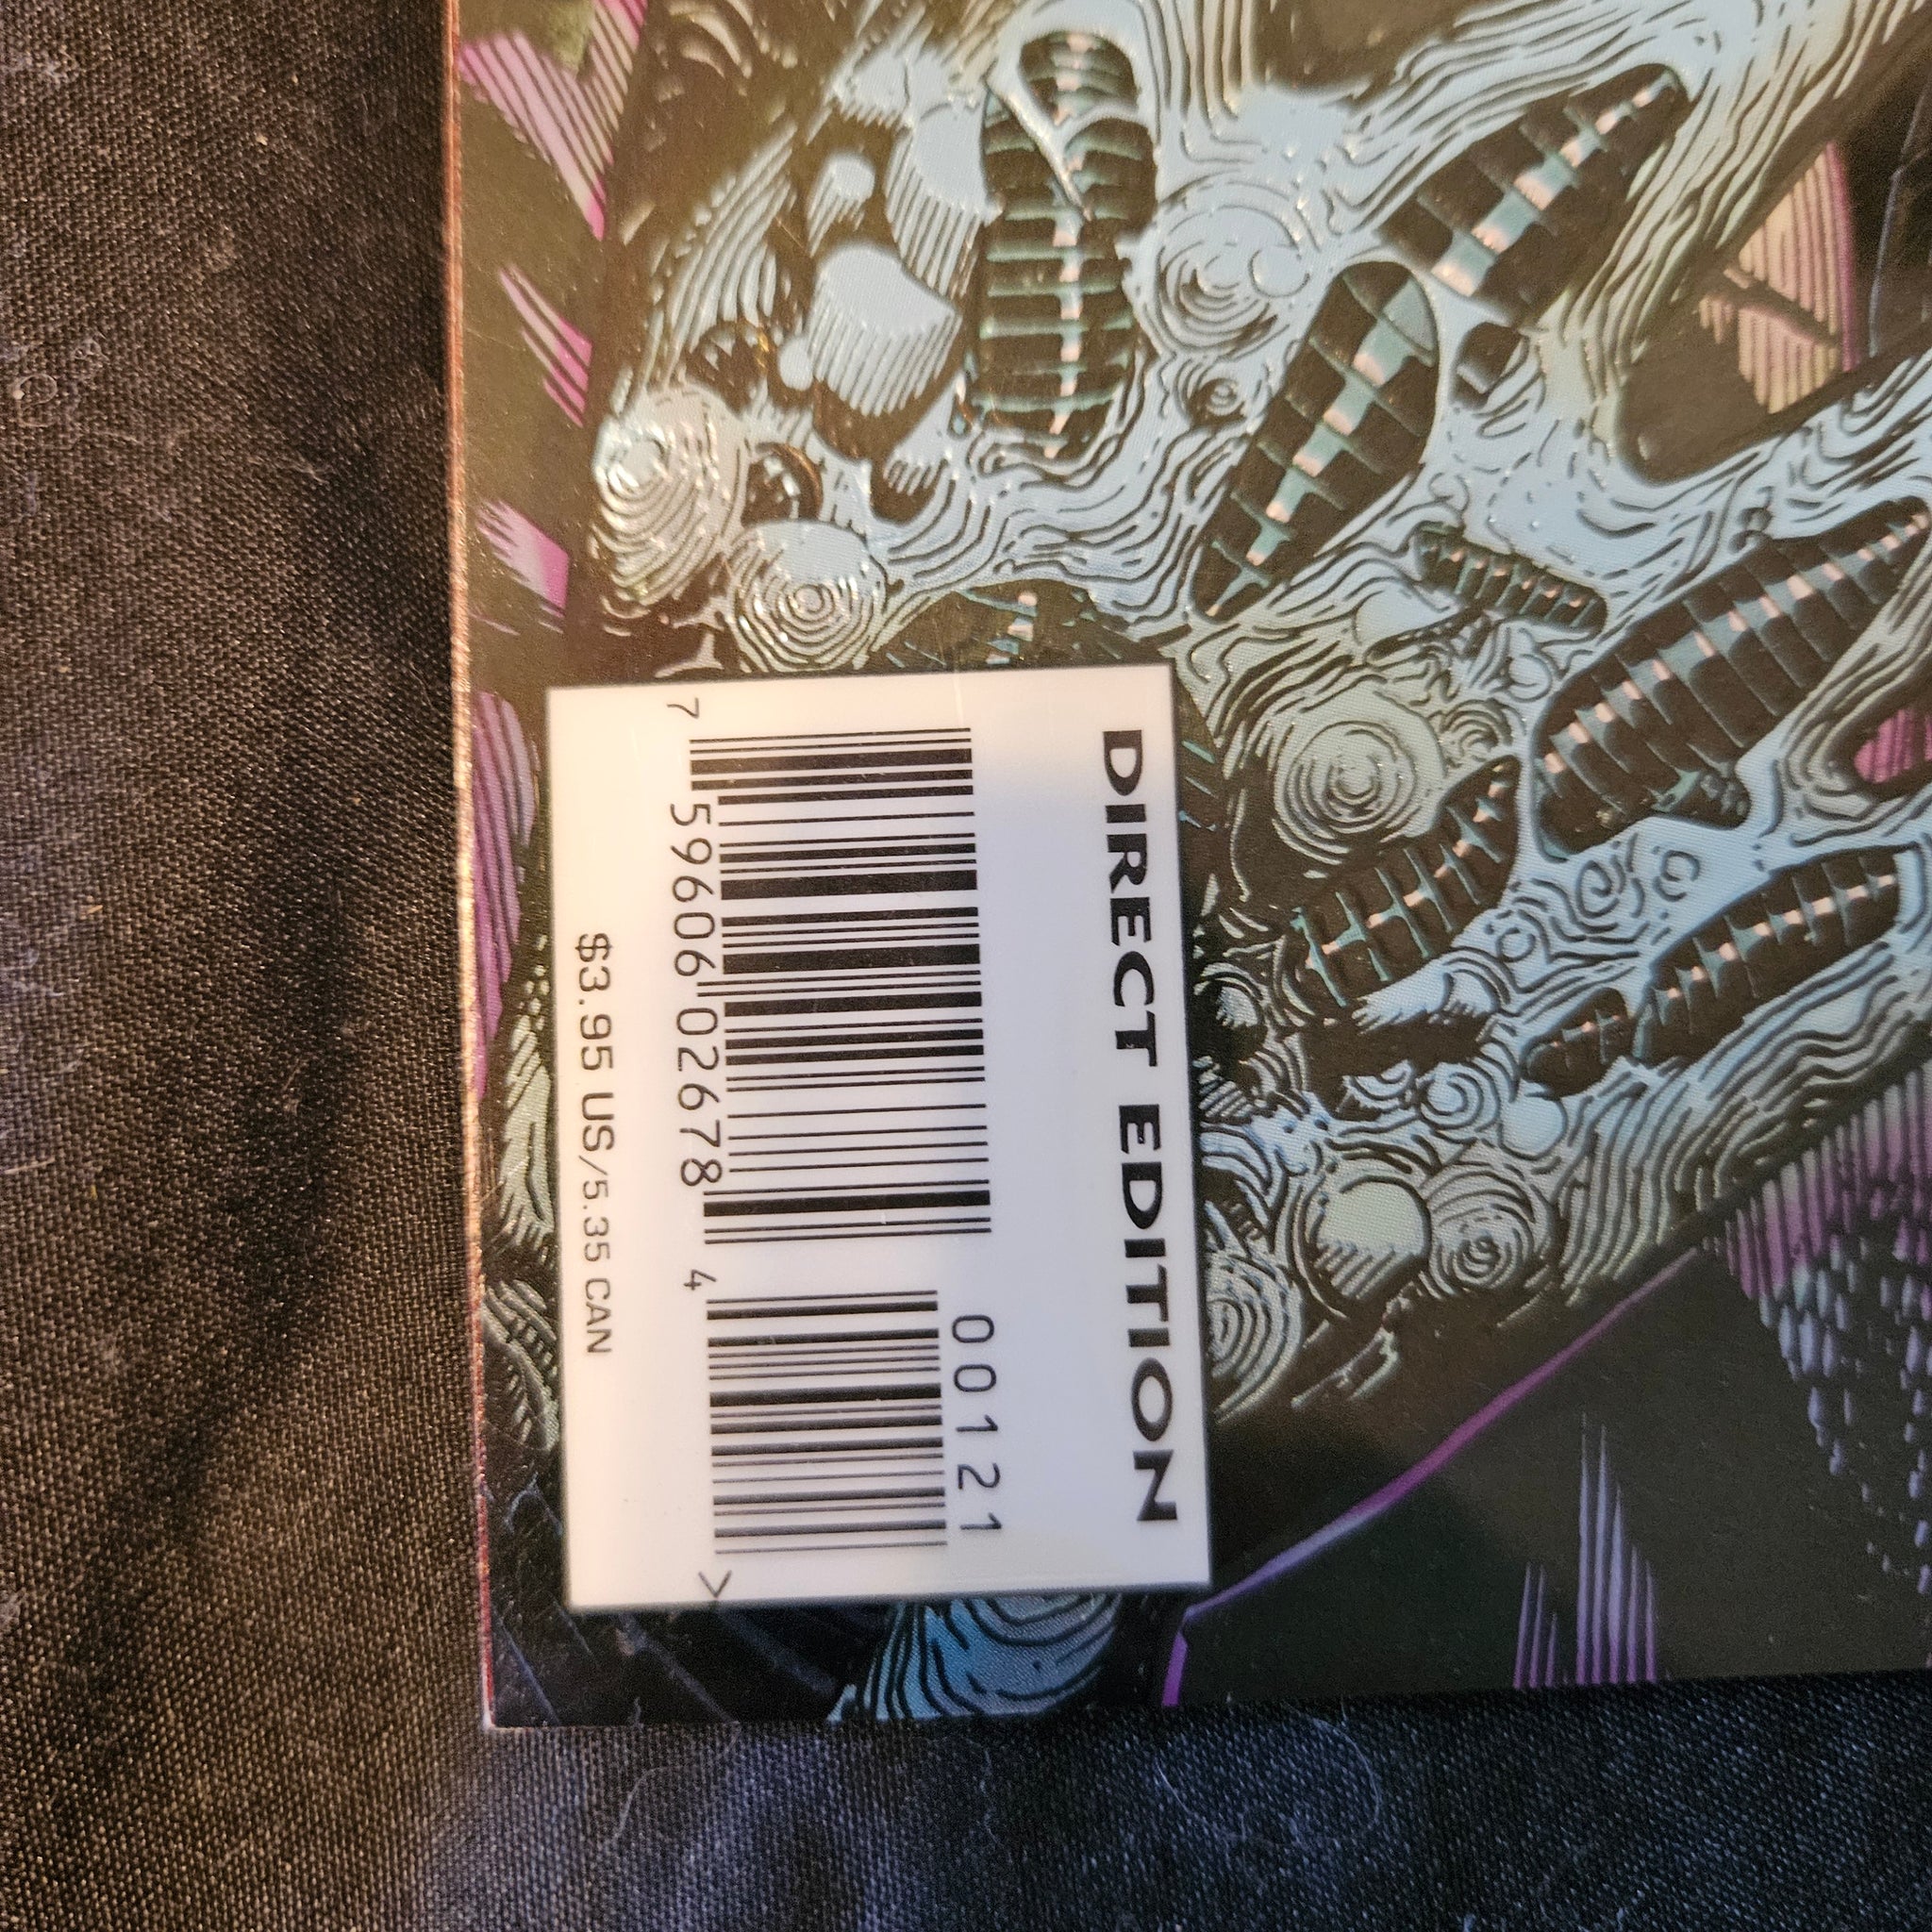 DIRECT EDITION
00121
7 59606 02678 4 >
$3.95 US/5.35 CAN